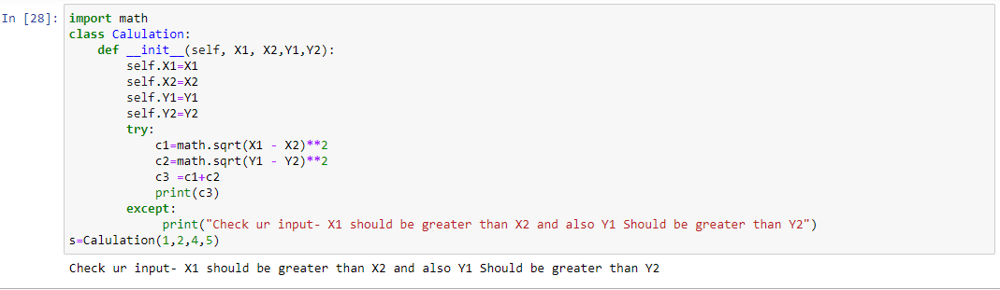 In [28]: import math
class Calulation:
    def __init__(self, X1, X2,Y1,Y2):
        self.X1=X1
        self.X2=X2
        self.Y1=Y1
        self.Y2=Y2
        try:
            c1=math.sqrt(X1 - X2)**2
            c2=math.sqrt(Y1 - Y2)**2
            c3 =c1+c2
            print(c3)
        except:
             print("Check ur input- X1 should be greater than X2 and also Y1 Should be greater than Y2")
s=Calulation(1,2,4,5)
Check ur input- X1 should be greater than X2 and also Y1 Should be greater than Y2